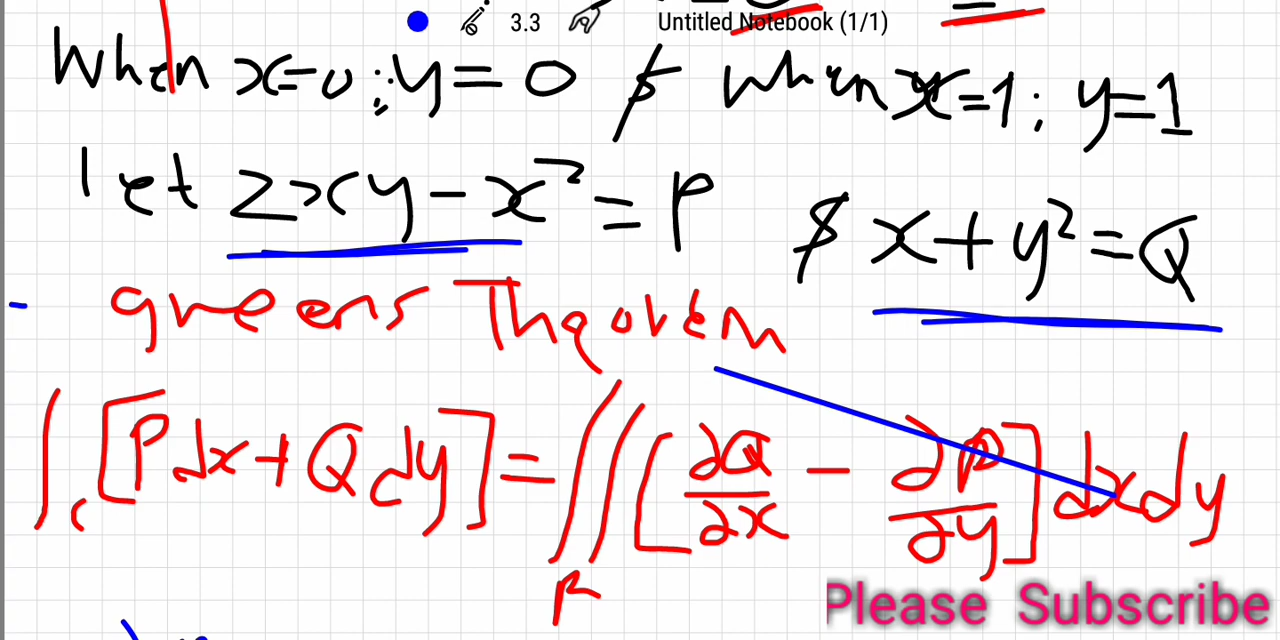 3.3 Untitled Notebook (1/1)
When x=0; y=0 $ when x=1; y=1
let 2xy-x²=P $ x+y²=Q
greens Theorem
∫c [Pdx+Qdy] = ∬R [∂Q/∂x - ∂P/∂y] dxdy
Please Subscribe